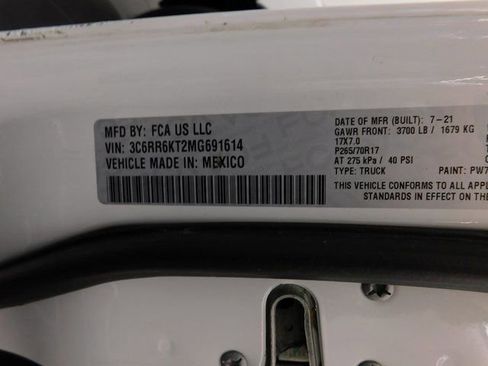 MFD BY: FCA US LLC
VIN: 3C6RR6KT2MG691614
VEHICLE MADE IN: MEXICO
DATE OF MFR (BUILT): 7-21
GAWR FRONT: 3700 LB / 1679 KG
17X7.0
P265/70R17
AT 275 kPa / 40 PSI
TYPE: TRUCK PAINT: PW7
THIS VEHICLE CONFORMS TO ALL APPL
STANDARDS IN EFFECT ON THE